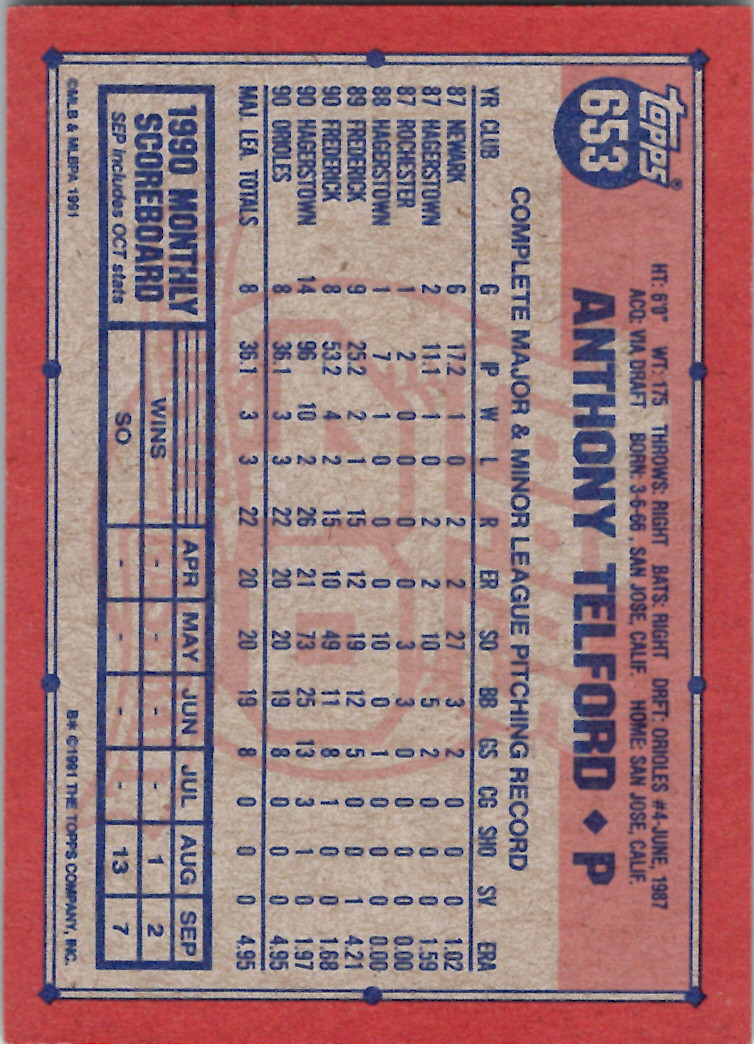 topps®
653
HT: 6'0" WT: 175 THROWS: RIGHT BATS: RIGHT DRFT: ORIOLES #4-JUNE, 1987
ACQ: VIA DRAFT BORN: 3-6-66, SAN JOSE, CALIF. HOME: SAN JOSE, CALIF.
ANTHONY TELFORD ◆ P
COMPLETE MAJOR & MINOR LEAGUE PITCHING RECORD
YR CLUB G IP W L R ER SO BB GS CG SHO SV ERA
87 NEWARK 6 17.2 1 0 2 2 27 3 2 0 0 0 1.02
87 HAGERSTOWN 2 11.1 1 0 2 2 10 5 2 0 0 0 1.59
87 ROCHESTER 1 2 0 0 0 0 3 3 0 0 0 0 0.00
88 HAGERSTOWN 1 7 1 0 0 0 10 0 1 0 0 0 0.00
89 FREDERICK 9 25.2 2 1 15 12 19 12 5 0 0 1 4.21
90 FREDERICK 8 53.2 4 2 15 10 49 11 8 1 0 0 1.68
90 HAGERSTOWN 14 96 10 2 26 21 73 25 13 3 1 0 1.97
90 ORIOLES 8 36.1 3 3 22 20 20 19 8 0 0 0 4.95
MAJ. LEA. TOTALS 8 36.1 3 3 22 20 20 19 8 0 0 0 4.95
1990 MONTHLY
SCOREBOARD
SEP includes OCT stats
APR MAY JUN JUL AUG SEP
WINS - - - - 1 2
SO - - - - 13 7
©MLB & MLBPA 1991
B* ©1991 THE TOPPS COMPANY, INC.